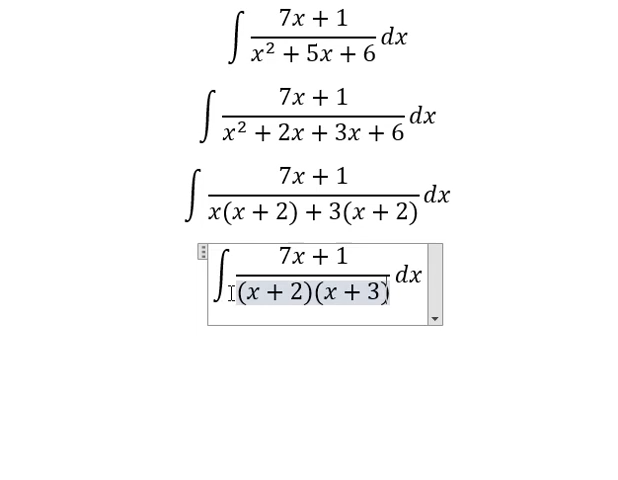 ∫ (7x + 1)/(x² + 5x + 6) dx
∫ (7x + 1)/(x² + 2x + 3x + 6) dx
∫ (7x + 1)/(x(x + 2) + 3(x + 2)) dx
∫ (7x + 1)/((x + 2)(x + 3)) dx